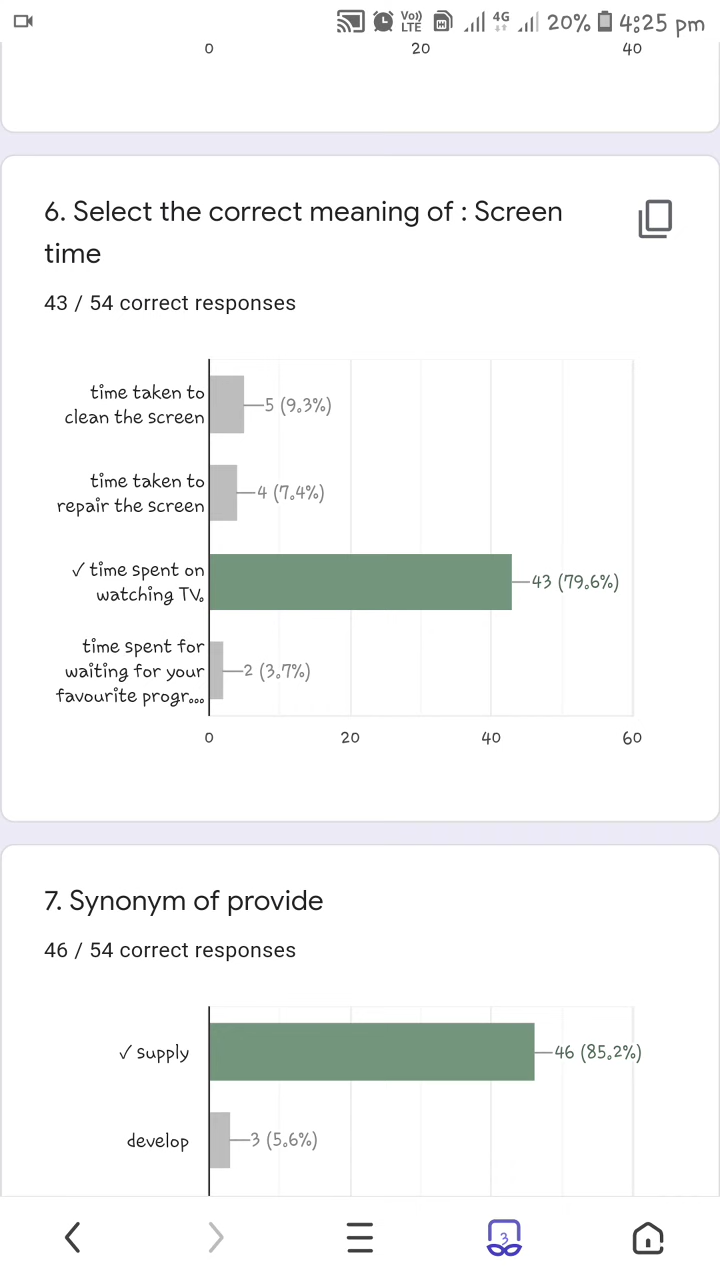 Vo)) LTE 4G 20% 4:25 pm
0 20 40
6. Select the correct meaning of : Screen
time
43 / 54 correct responses
time taken to
clean the screen
5 (9.3%)
time taken to
repair the screen
4 (7.4%)
✓ time spent on
watching TV.
43 (79.6%)
time spent for
waiting for your
favourite progr...
2 (3.7%)
0 20 40 60
7. Synonym of provide
46 / 54 correct responses
✓ supply
46 (85.2%)
develop
3 (5.6%)
3